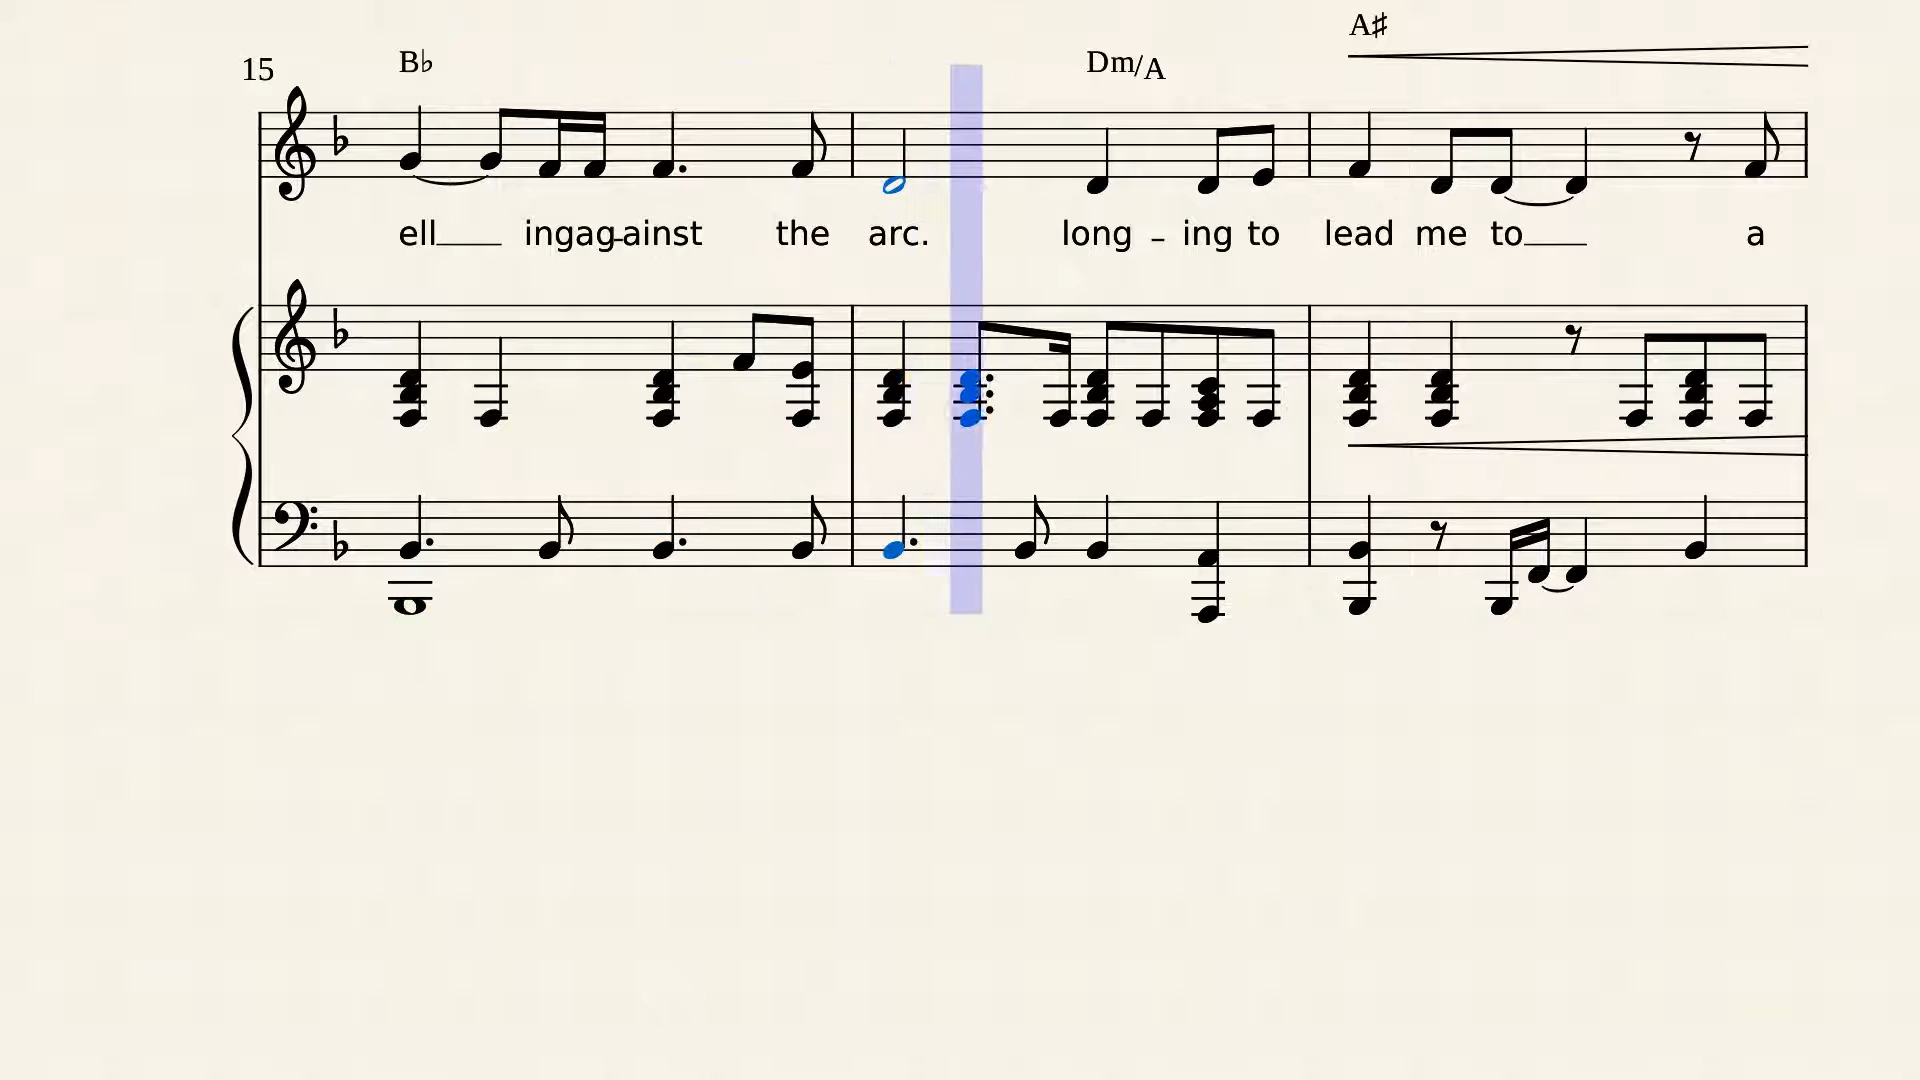 A♯
15 B♭ Dm/A
ell ingag-ainst the arc. long - ing to lead me to a